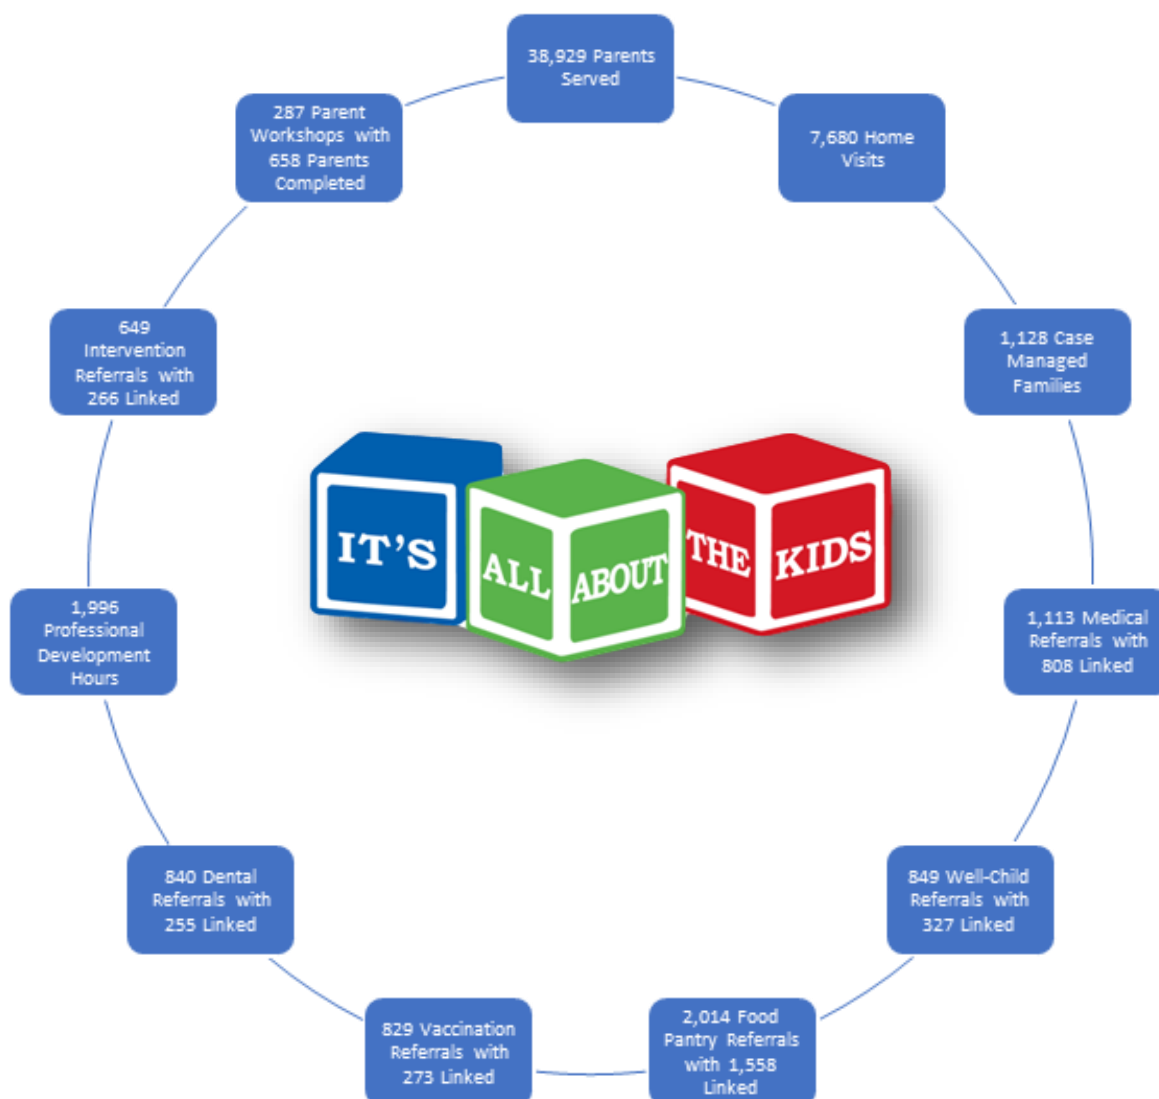 38,929 Parents
Served
7,680 Home
Visits
1,128 Case
Managed
Families
1,113 Medical
Referrals with
808 Linked
849 Well-Child
Referrals with
327 Linked
2,014 Food
Pantry Referrals
with 1,558
Linked
829 Vaccination
Referrals with
273 Linked
840 Dental
Referrals with
255 Linked
1,996
Professional
Development
Hours
649
Intervention
Referrals with
266 Linked
287 Parent
Workshops with
658 Parents
Completed
IT'S
ALL ABOUT
THE KIDS